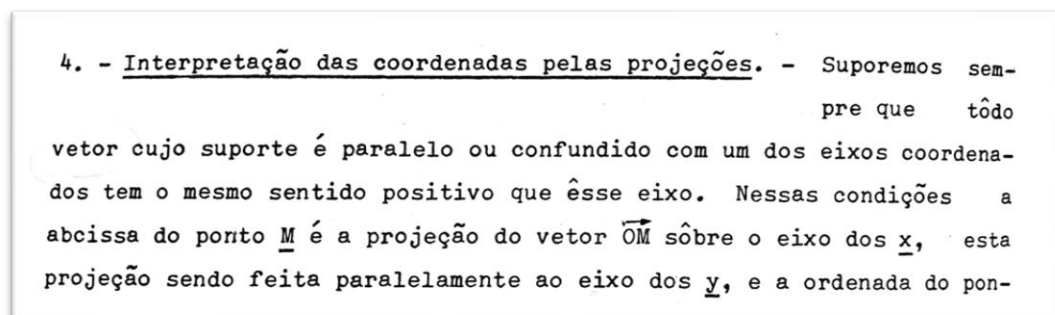 4. - Interpretação das coordenadas pelas projeções. - Suporemos sem-
pre que tôdo
vetor cujo suporte é paralelo ou confundido com um dos eixos coordena-
dos tem o mesmo sentido positivo que êsse eixo. Nessas condições a
abcissa do ponto M é a projeção do vetor OM sôbre o eixo dos x, esta
projeção sendo feita paralelamente ao eixo dos y, e a ordenada do pon-